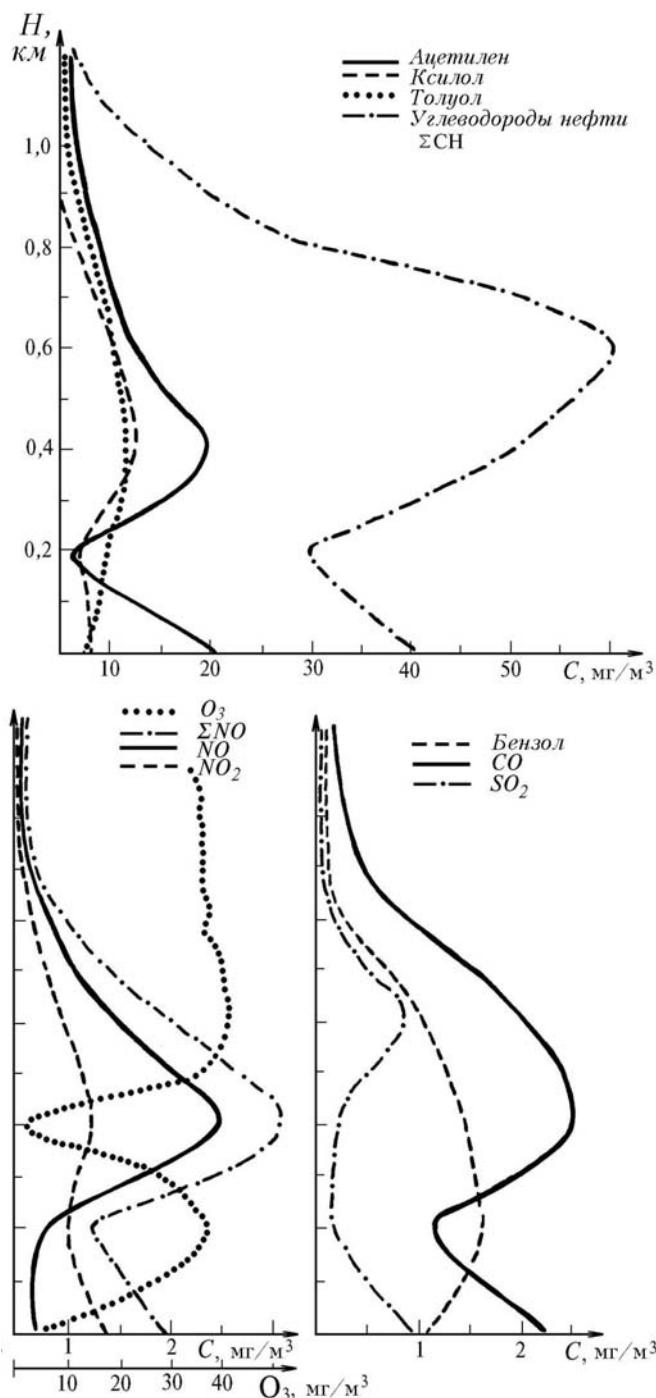 H,
км
Ацетилен
Ксилол
Толуол
Углеводороды нефти
ΣCH
1,0
0,8
0,6
0,4
0,2
10 20 30 40 50 C, мг/м³
O₃
ΣNO
NO
NO₂
Бензол
CO
SO₂
1 2 C, мг/м³
10 20 30 40
O₃, мг/м³
1 2 C, мг/м³